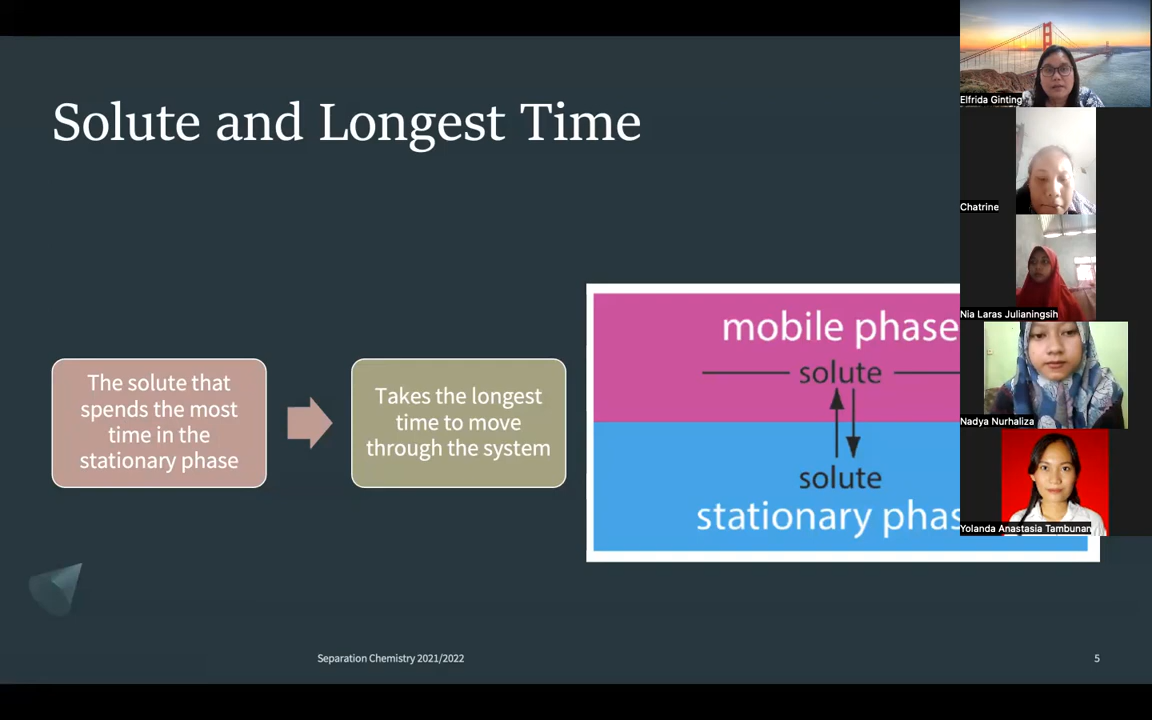 Solute and Longest Time
The solute that
spends the most
time in the
stationary phase
Takes the longest
time to move
through the system
mobile phase
solute
solute
stationary
Separation Chemistry 2021/2022
5
Elfrida Ginting
Chatrine
Nia Laras Julianingsih
Nadya Nurhaliza
Yolanda Anastasia Tambunan